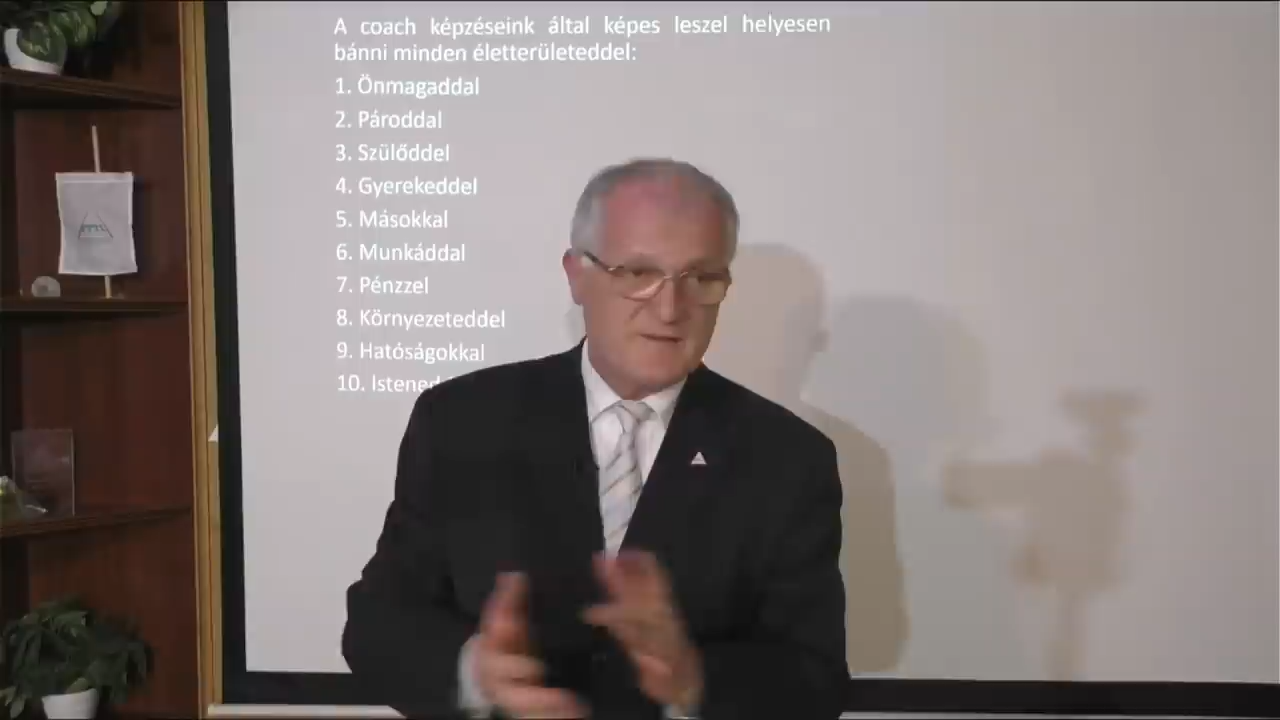 A coach képzéseink által képes leszel helyesen
bánni minden életterületeddel:
1. Önmagaddal
2. Pároddal
3. Szülőddel
4. Gyerekeddel
5. Másokkal
6. Munkáddal
7. Pénzzel
8. Környezeteddel
9. Hatóságokkal
10.